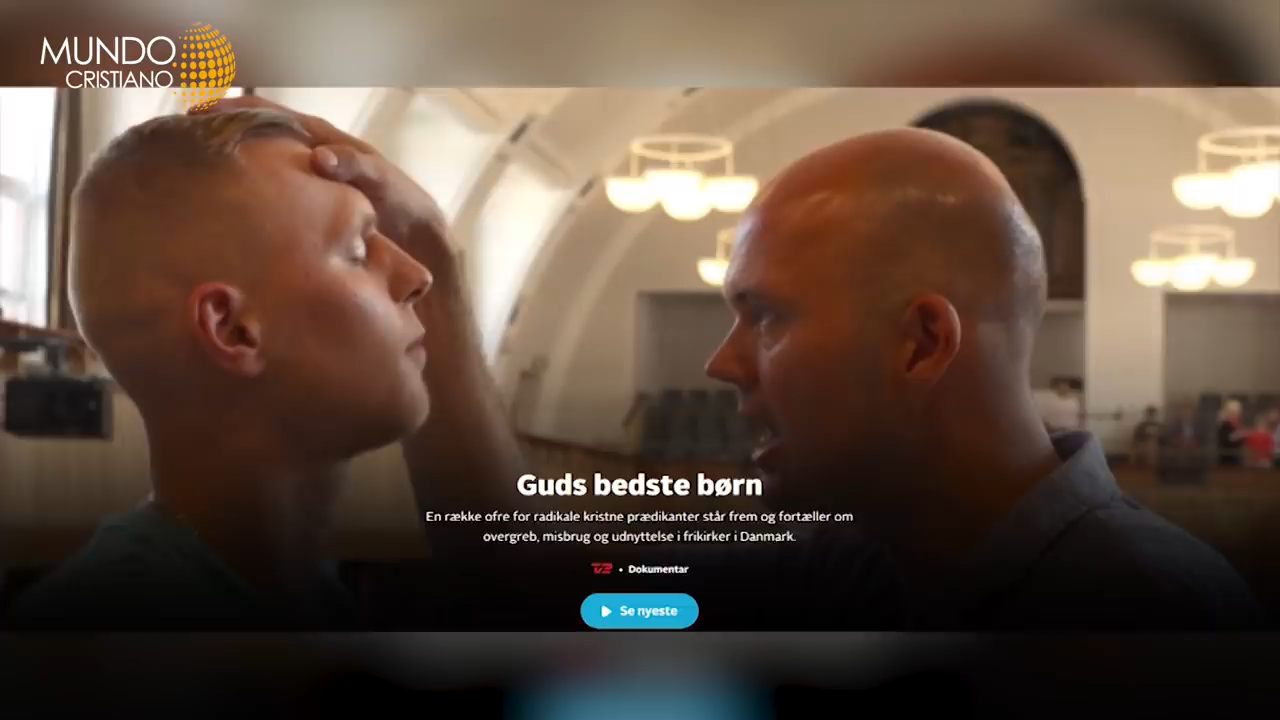 MUNDO
CRISTIANO
Guds bedste børn
En række ofre for radikale kristne prædikanter står frem og fortæller om
overgreb, misbrug og udnyttelse i frikirker i Danmark.
TV2 • Dokumentar
Se nyeste